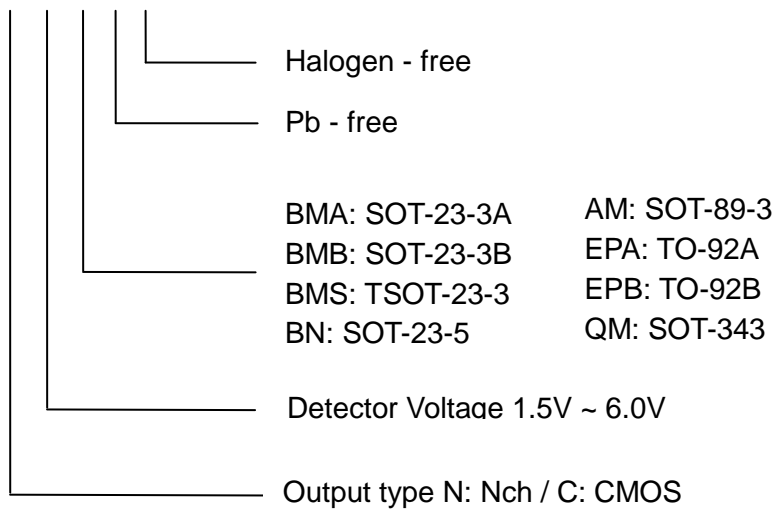 Halogen - free
Pb - free
BMA: SOT-23-3A
BMB: SOT-23-3B
BMS: TSOT-23-3
BN: SOT-23-5
AM: SOT-89-3
EPA: TO-92A
EPB: TO-92B
QM: SOT-343
Detector Voltage 1.5V ~ 6.0V
Output type N: Nch / C: CMOS